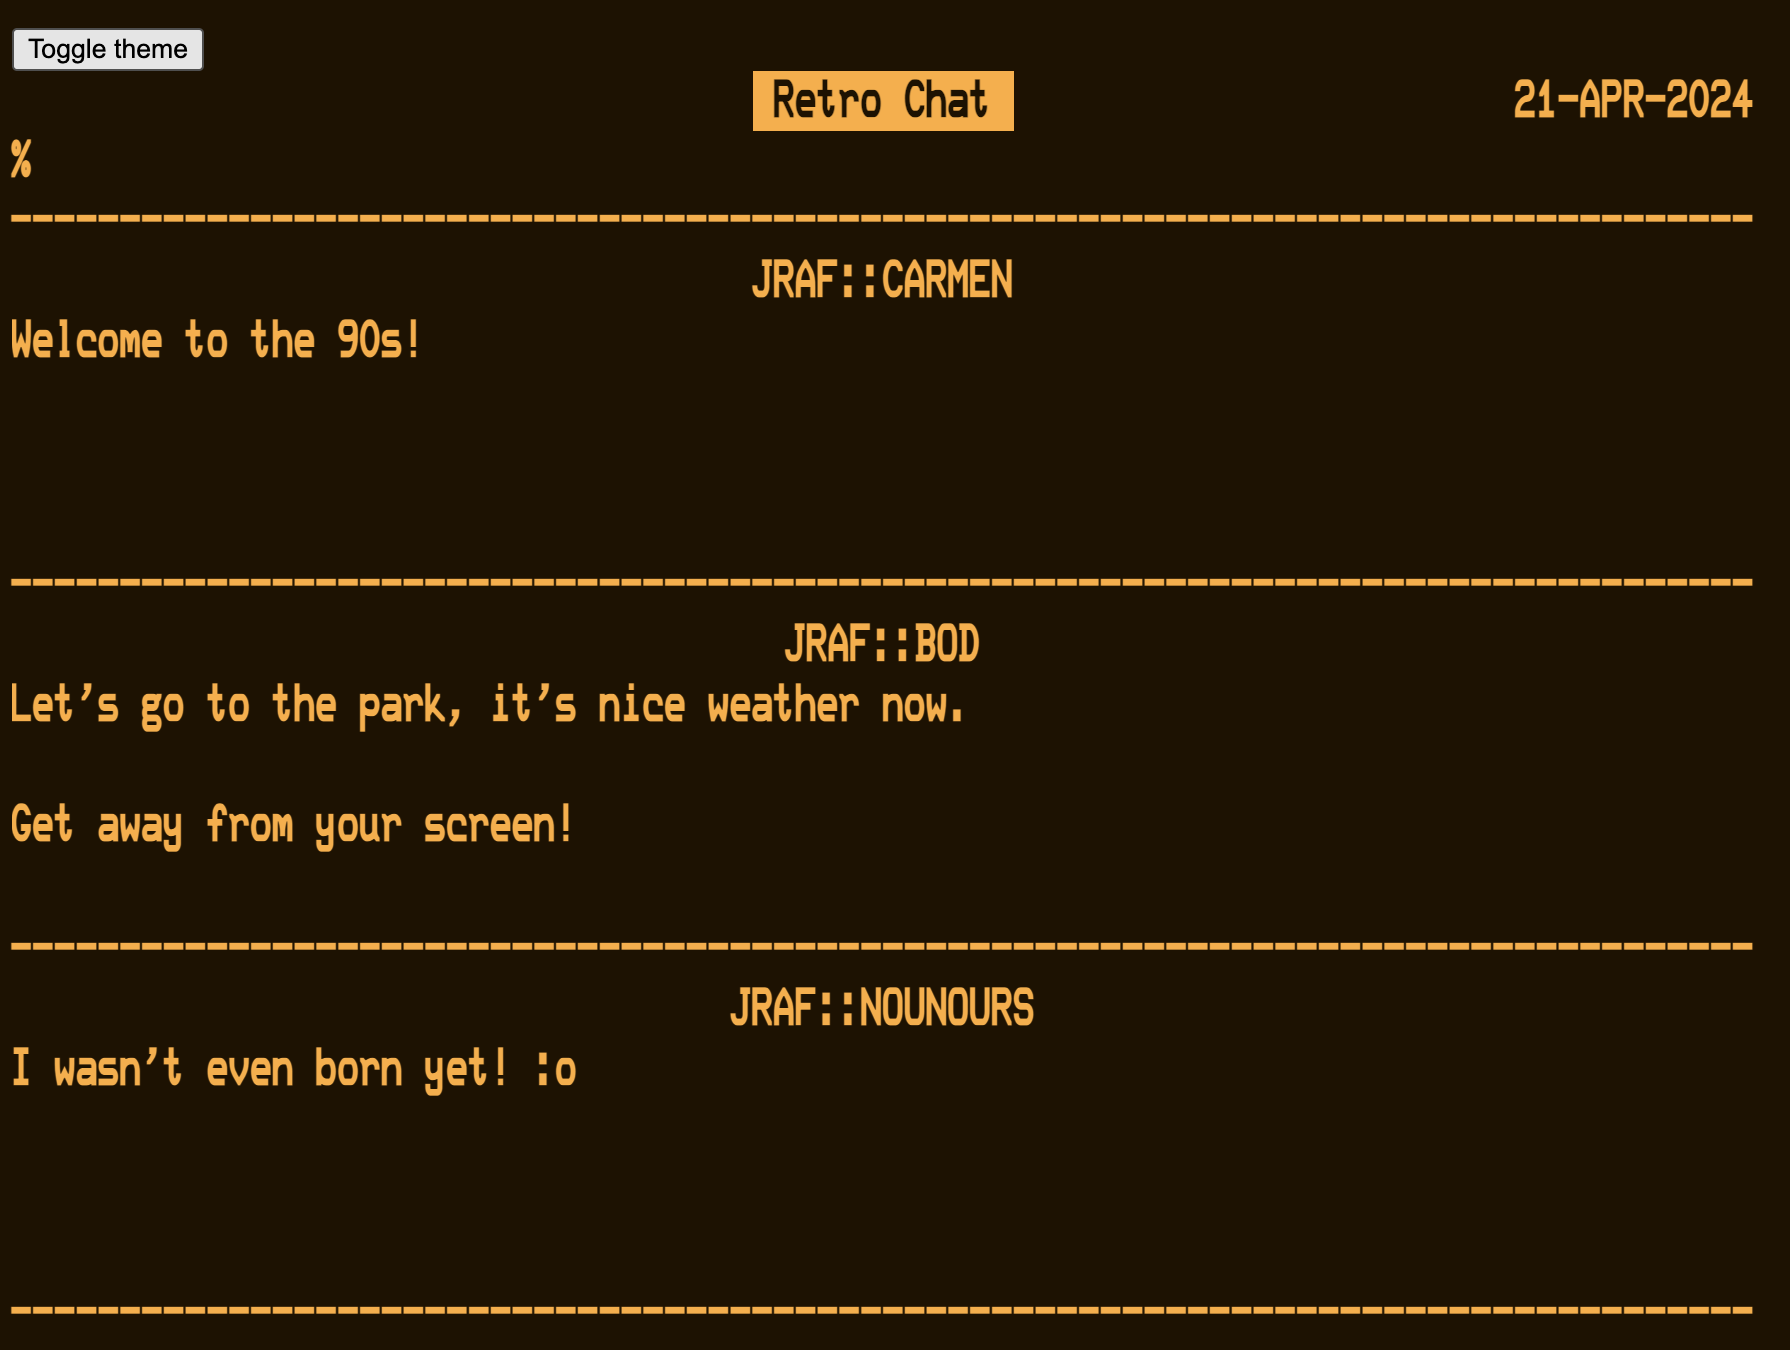 Toggle theme
Retro Chat 21-APR-2024
%
--------------------------------------------------------------------------------
JRAF::CARMEN
Welcome to the 90s!
--------------------------------------------------------------------------------
JRAF::BOD
Let's go to the park, it's nice weather now.
Get away from your screen!
--------------------------------------------------------------------------------
JRAF::NOUNOURS
I wasn't even born yet! :o
--------------------------------------------------------------------------------